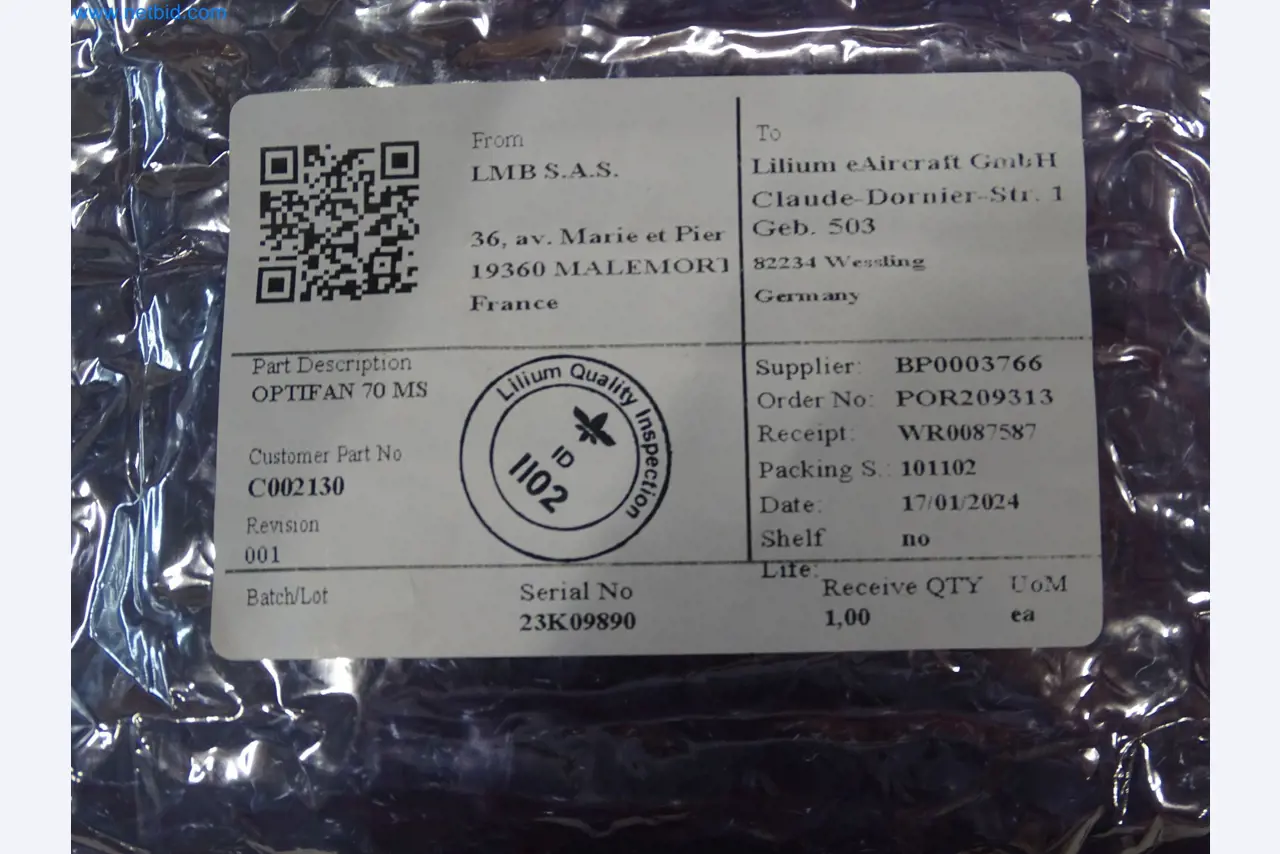 www.netbid.com
From
LMB S.A.S.
36, av. Marie et Pier
19360 MALEMORT
France
To
Lilium eAircraft GmbH
Claude-Dornier-Str. 1
Geb. 503
82234 Wessling
Germany
Part Description
OPTIFAN 70 MS
Customer Part No
C002130
Revision
001
Lilium Quality Inspection
ID
1102
Supplier: BP0003766
Order No: POR209313
Receipt: WR0087587
Packing S.: 101102
Date: 17/01/2024
Shelf no
Life:
Batch/Lot
Serial No
23K09890
Receive QTY UoM
1,00 ea